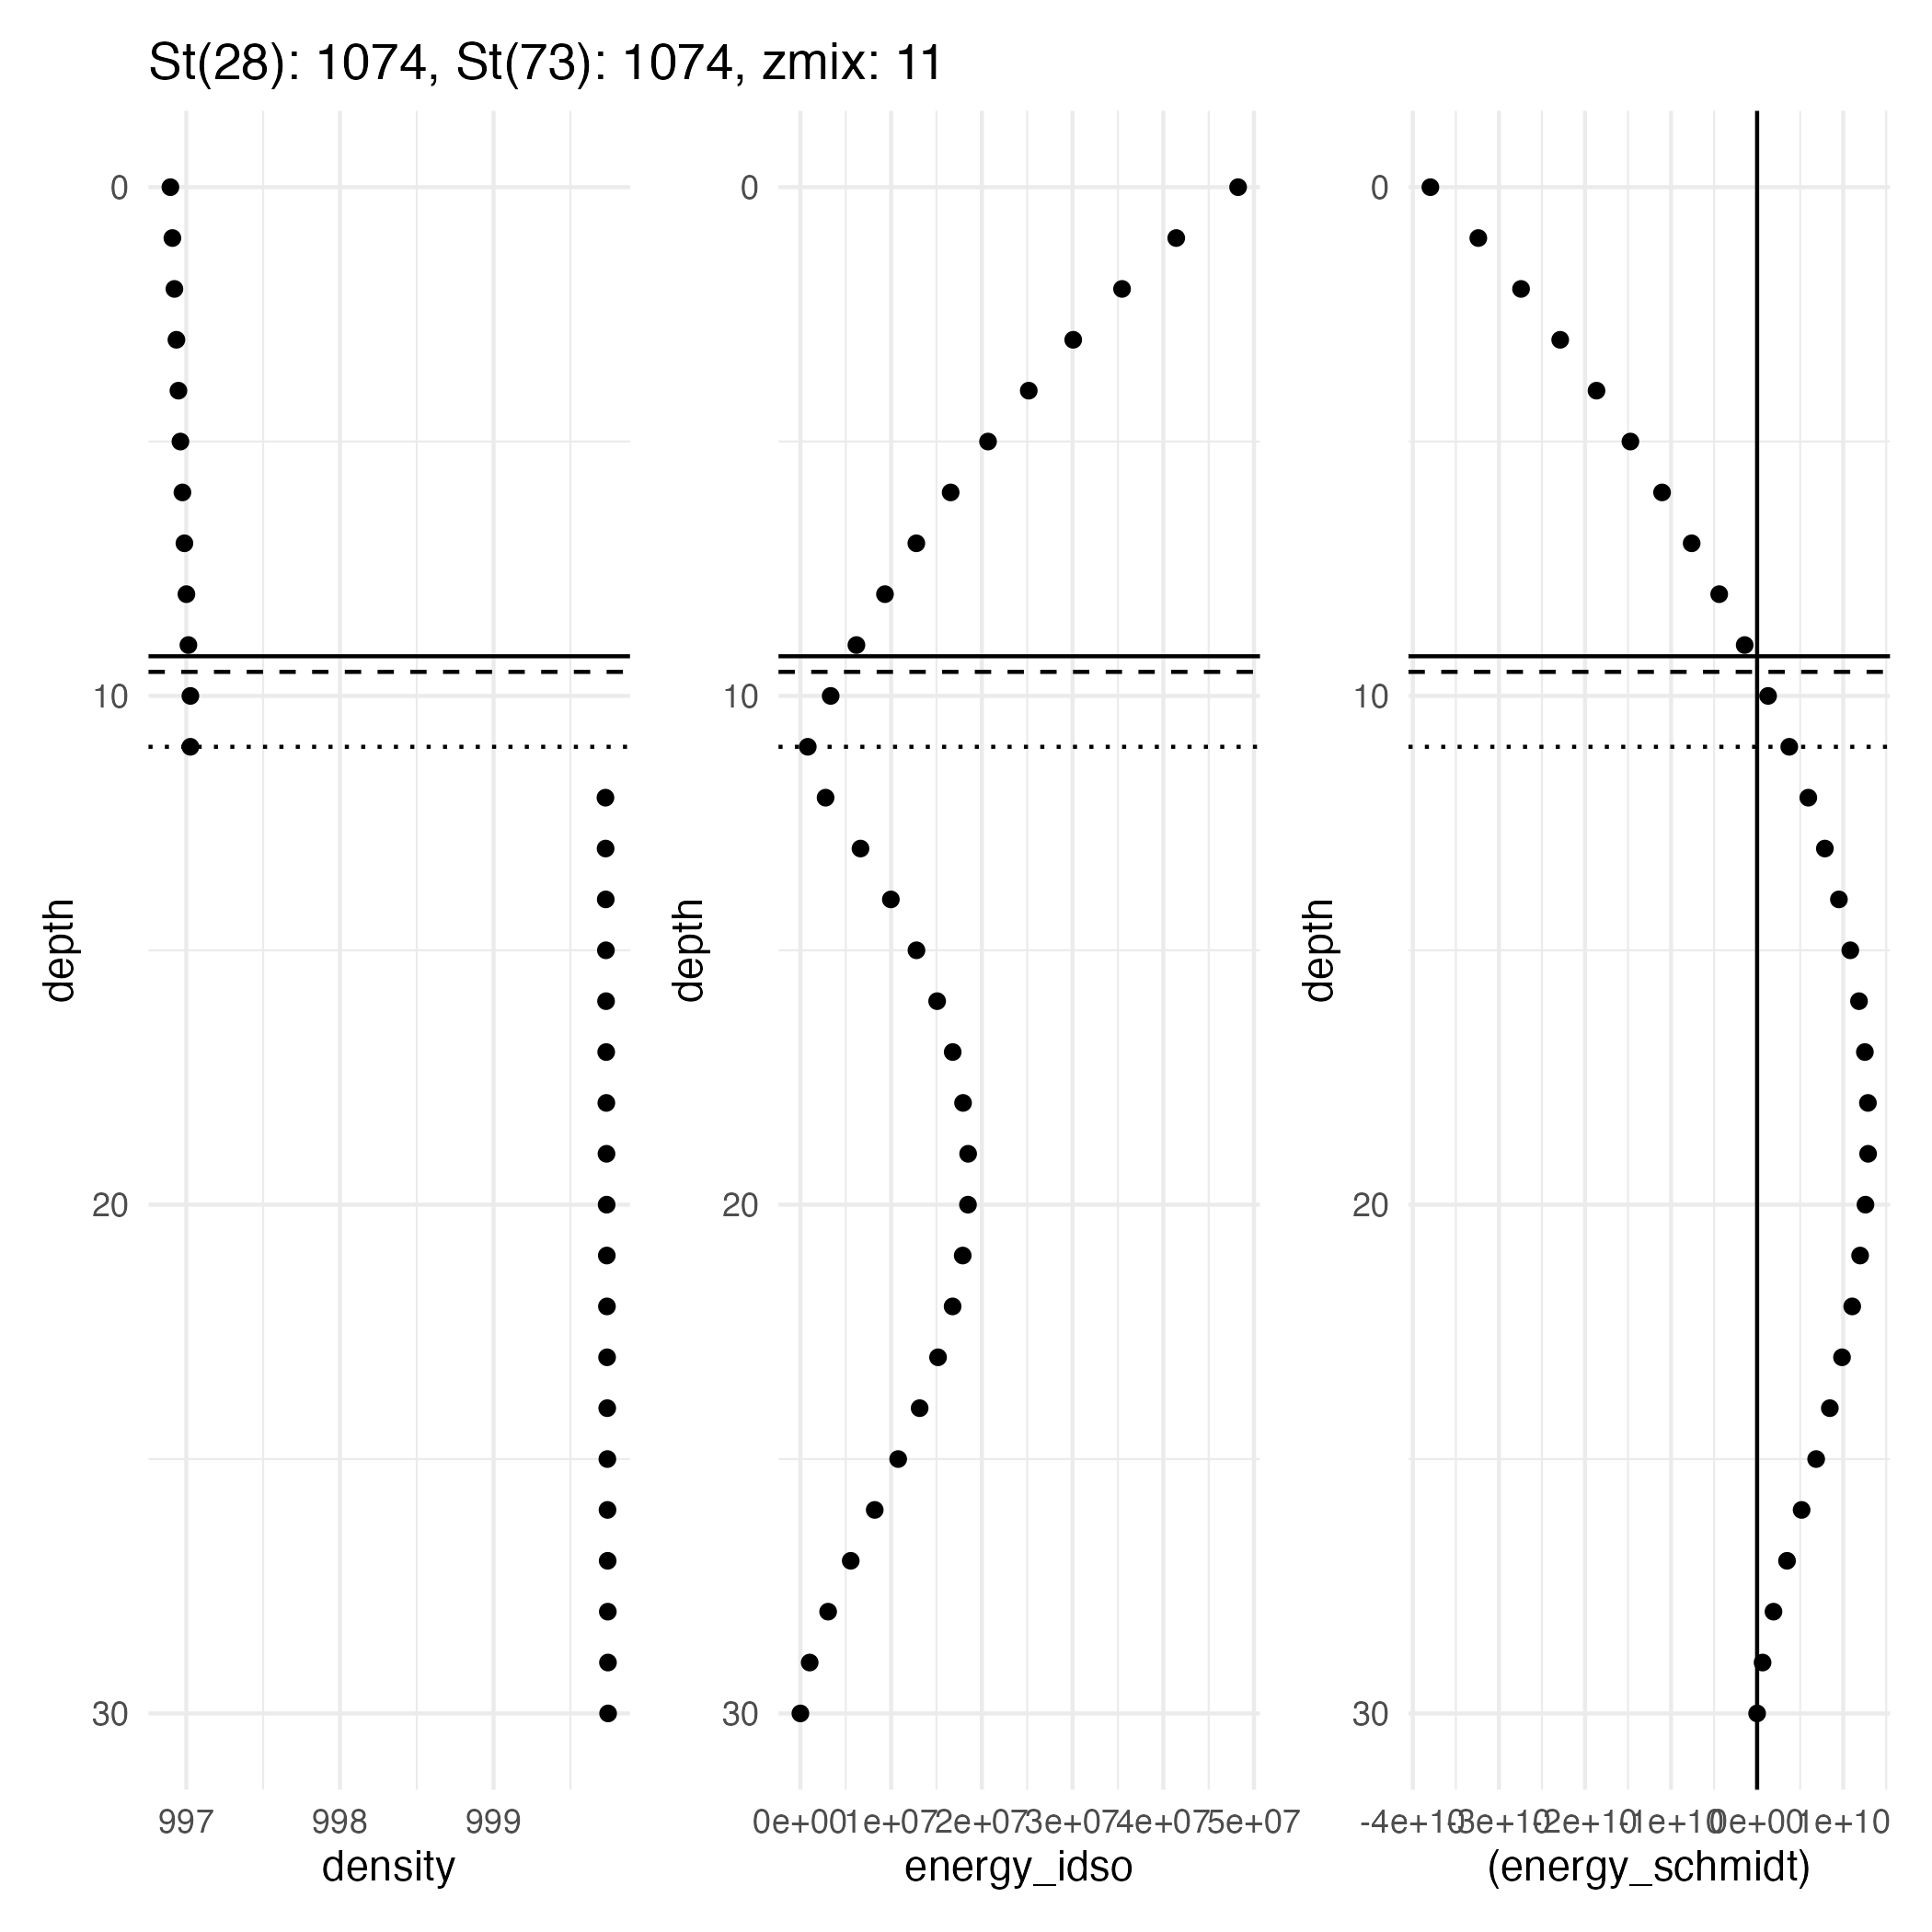 St(28): 1074, St(73): 1074, zmix: 11
depth
0
10
20
30
997 998 999
density
depth
0
10
20
30
0e+00 1e+07 2e+07 3e+07 4e+07 5e+07
energy_idso
depth
0
10
20
30
-4e+10 -3e+10 -2e+10 -1e+10 0e+00 1e+10
(energy_schmidt)